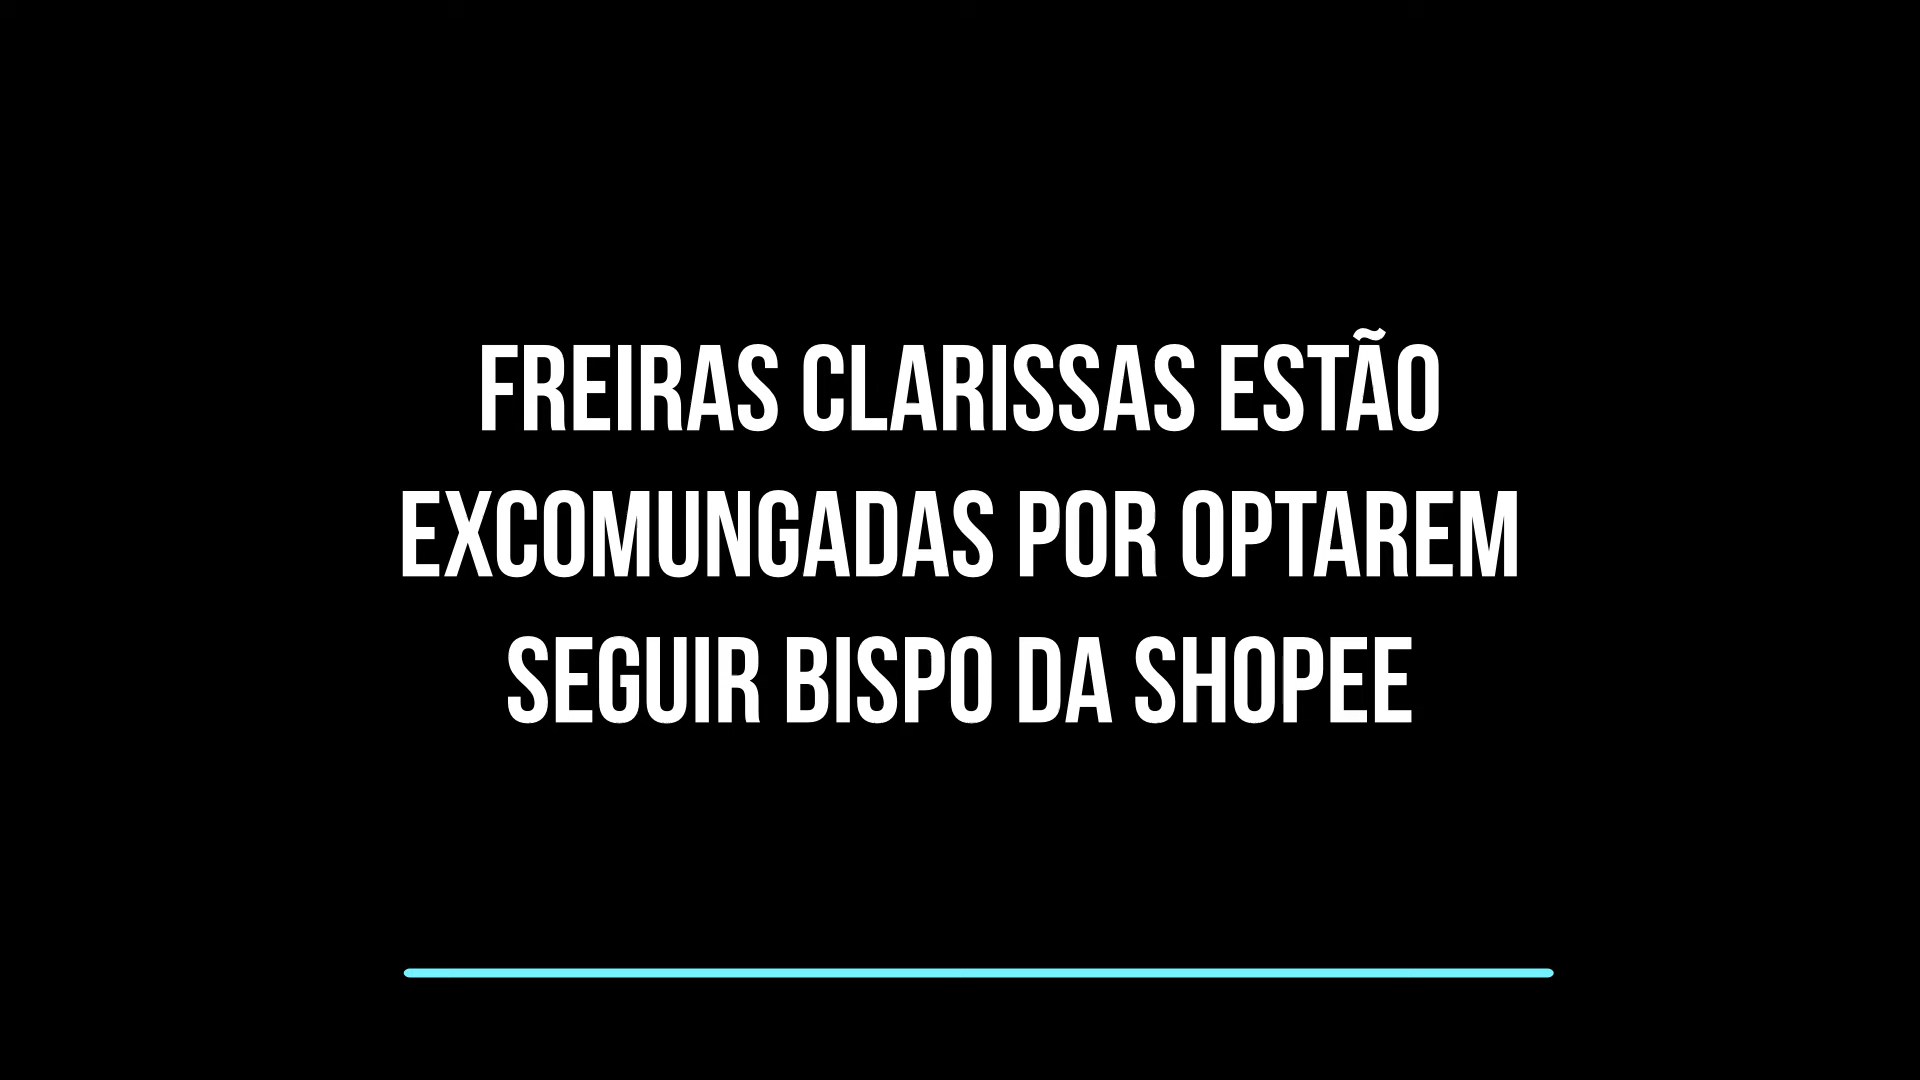 FREIRAS CLARISSAS ESTÃO
EXCOMUNGADAS POR OPTAREM
SEGUIR BISPO DA SHOPEE